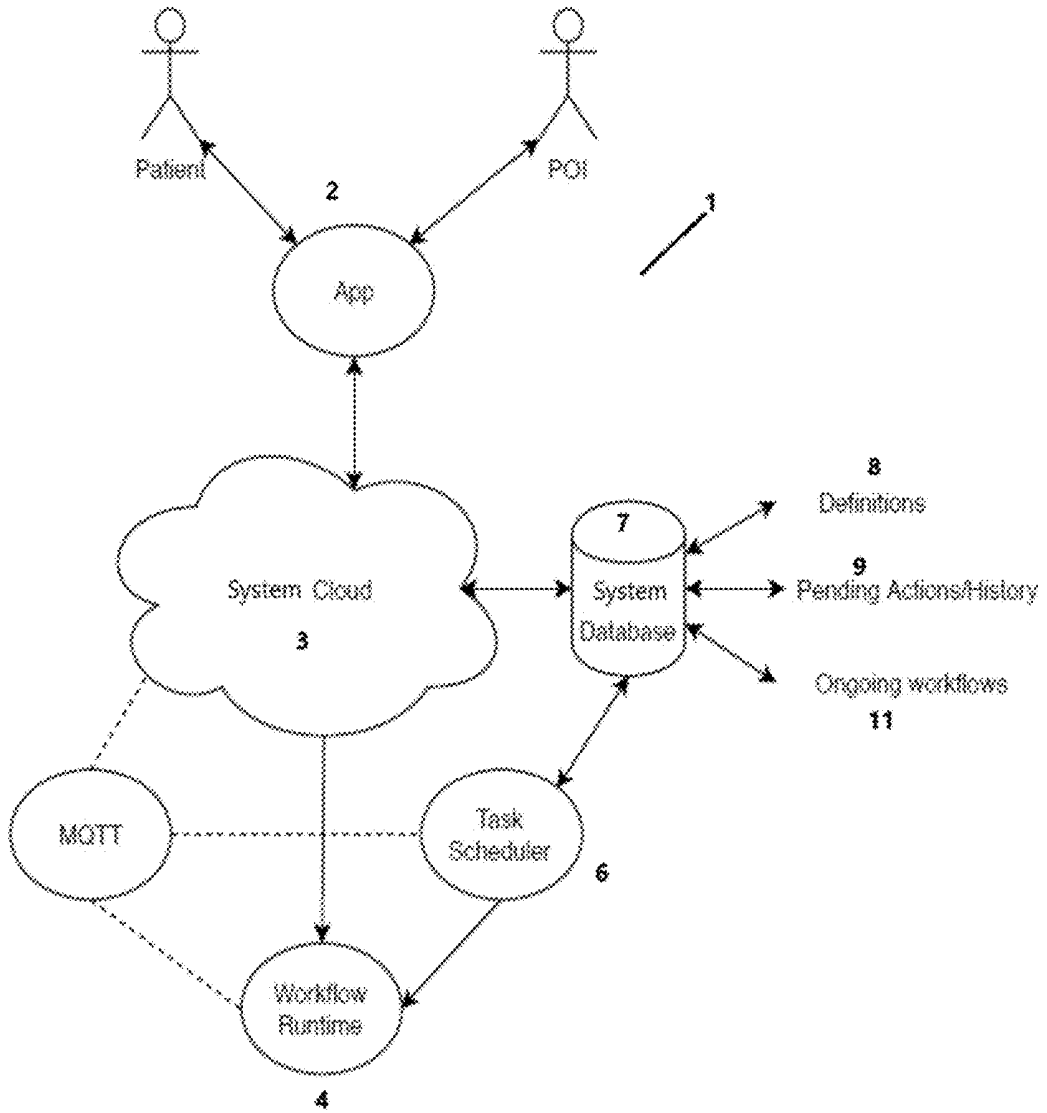 Patient
POI
2
1
App
8
Definitions
7
9
System Cloud
System
Database
Pending Actions/History
3
Ongoing workflows
11
MQTT
Task
Scheduler
6
Workflow
Runtime
4